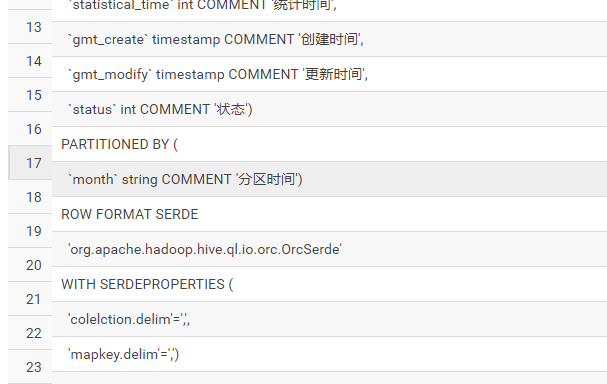 `statistical_time` int COMMENT '统计时间',
13
`gmt_create` timestamp COMMENT '创建时间',
14
`gmt_modify` timestamp COMMENT '更新时间',
15
`status` int COMMENT '状态')
16
PARTITIONED BY (
17
`month` string COMMENT '分区时间')
18
ROW FORMAT SERDE
19
'org.apache.hadoop.hive.ql.io.orc.OrcSerde'
20
WITH SERDEPROPERTIES (
21
'colelction.delim'=',',
22
'mapkey.delim'=',')
23